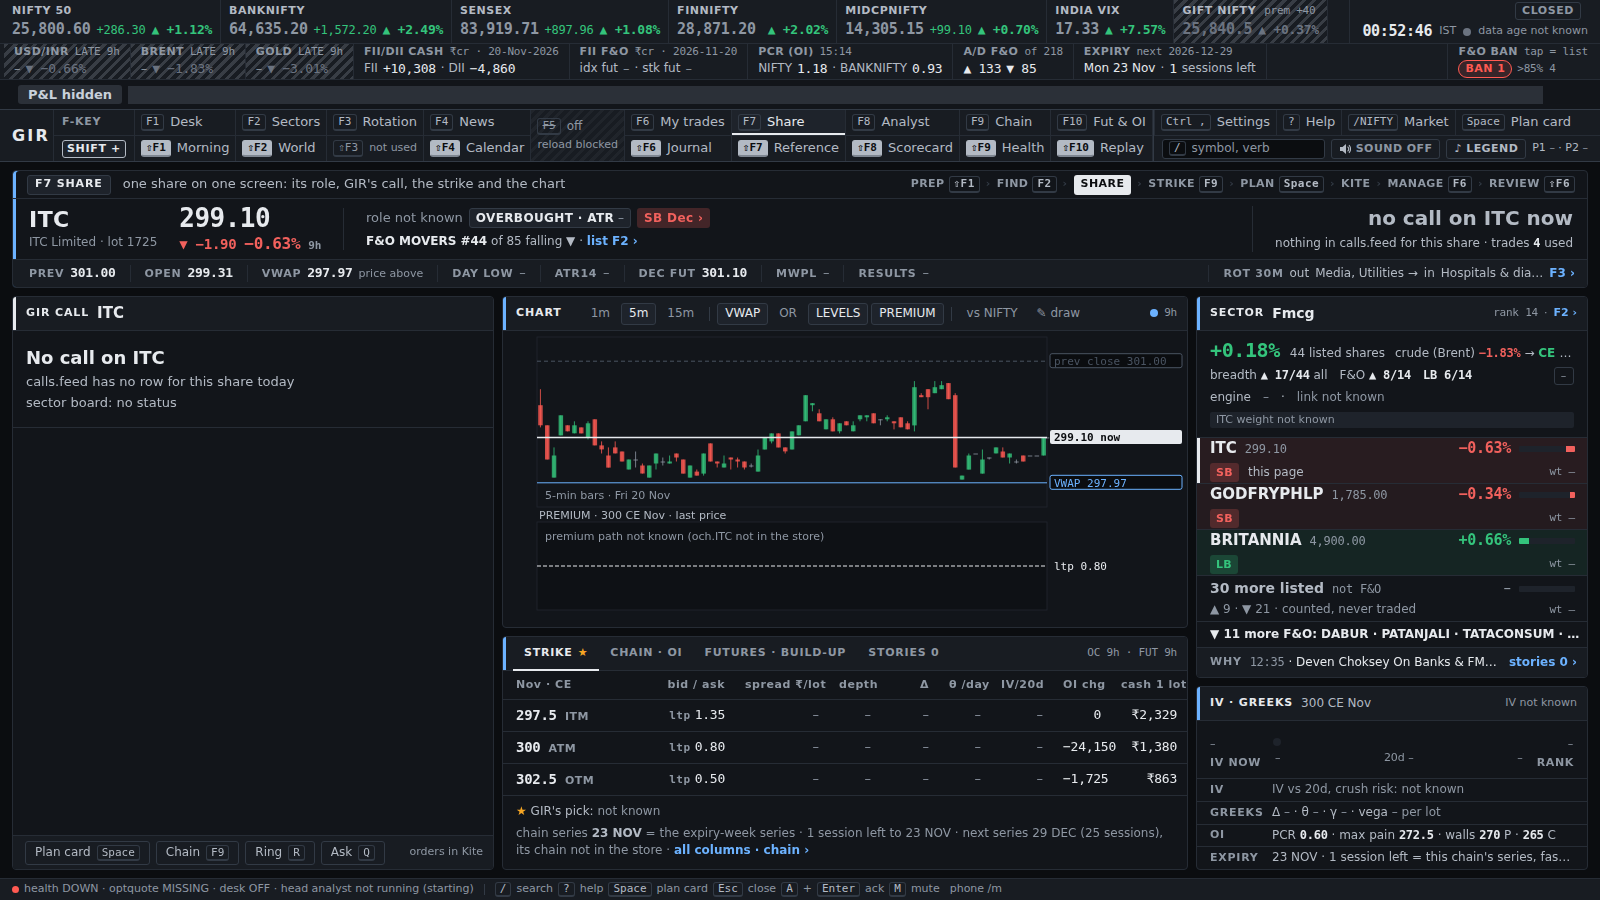 NIFTY 50
25,800.60 +286.30 ▲ +1.12%
BANKNIFTY
64,635.20 +1,572.20 ▲ +2.49%
SENSEX
83,919.71 +897.96 ▲ +1.08%
FINNIFTY
28,871.20 ▲ +2.02%
MIDCPNIFTY
14,305.15 +99.10 ▲ +0.70%
INDIA VIX
17.33 ▲ +7.57%
GIFT NIFTY prem +40
25,840.5 ▲ +0.37%
CLOSED
00:52:46 IST ● data age not known
USD/INR LATE 9h
– ▼ −0.66%
BRENT LATE 9h
– ▼ −1.83%
GOLD LATE 9h
– ▼ −3.01%
FII/DII CASH ₹cr · 20-Nov-2026
FII +10,308 · DII −4,860
FII F&O ₹cr · 2026-11-20
idx fut – · stk fut –
PCR (OI) 15:14
NIFTY 1.18 · BANKNIFTY 0.93
A/D F&O of 218
▲ 133 ▼ 85
EXPIRY next 2026-12-29
Mon 23 Nov · 1 sessions left
F&O BAN tap = list
BAN 1 >85% 4
P&L hidden
GIR
F-KEY
F1 Desk
F2 Sectors
F3 Rotation
F4 News
F5 off
reload blocked
F6 My trades
F7 Share
F8 Analyst
F9 Chain
F10 Fut & OI
Ctrl , Settings
? Help
/NIFTY Market
Space Plan card
SHIFT +
⇧F1 Morning
⇧F2 World
⇧F3 not used
⇧F4 Calendar
⇧F6 Journal
⇧F7 Reference
⇧F8 Scorecard
⇧F9 Health
⇧F10 Replay
/ symbol, verb
SOUND OFF
♪ LEGEND
P1 – · P2 –
F7 SHARE one share on one screen: its role, GIR's call, the strike and the chart
PREP ⇧F1 › FIND F2 › SHARE › STRIKE F9 › PLAN Space › KITE › MANAGE F6 › REVIEW ⇧F6
ITC
ITC Limited · lot 1725
299.10
▼ −1.90 −0.63% 9h
role not known OVERBOUGHT · ATR – SB Dec ›
F&O MOVERS #44 of 85 falling ▼ · list F2 ›
no call on ITC now
nothing in calls.feed for this share · trades 4 used
PREV 301.00
OPEN 299.31
VWAP 297.97 price above
DAY LOW –
ATR14 –
DEC FUT 301.10
MWPL –
RESULTS –
ROT 30M out Media, Utilities → in Hospitals & dia… F3 ›
GIR CALL ITC
No call on ITC
calls.feed has no row for this share today
sector board: no status
Plan card Space
Chain F9
Ring R
Ask Q
orders in Kite
CHART 1m 5m 15m VWAP OR LEVELS PREMIUM vs NIFTY ✎ draw ● 9h
prev close 301.00
299.10 now
VWAP 297.97
5-min bars · Fri 20 Nov
PREMIUM · 300 CE Nov · last price
premium path not known (och.ITC not in the store)
ltp 0.80
STRIKE ★ CHAIN · OI FUTURES · BUILD-UP STORIES 0 OC 9h · FUT 9h
Nov · CE bid / ask spread ₹/lot depth Δ θ /day IV/20d OI chg cash 1 lot
297.5 ITM ltp 1.35 – – – – – 0 ₹2,329
300 ATM ltp 0.80 – – – – – −24,150 ₹1,380
302.5 OTM ltp 0.50 – – – – – −1,725 ₹863
★ GIR's pick: not known
chain series 23 NOV = the expiry-week series · 1 session left to 23 NOV · next series 29 DEC (25 sessions),
its chain not in the store · all columns · chain ›
SECTOR Fmcg rank 14 · F2 ›
+0.18% 44 listed shares crude (Brent) −1.83% → CE …
breadth ▲ 17/44 all F&O ▲ 8/14 LB 6/14 –
engine – · link not known
ITC weight not known
ITC 299.10 −0.63%
SB this page wt –
GODFRYPHLP 1,785.00 −0.34%
SB wt –
BRITANNIA 4,900.00 +0.66%
LB wt –
30 more listed not F&O –
▲ 9 · ▼ 21 · counted, never traded wt –
▼ 11 more F&O: DABUR · PATANJALI · TATACONSUM · …
WHY 12:35 · Deven Choksey On Banks & FM… stories 0 ›
IV · GREEKS 300 CE Nov IV not known
– –
IV NOW – 20d – – RANK
IV IV vs 20d, crush risk: not known
GREEKS Δ – · θ – · γ – · vega – per lot
OI PCR 0.60 · max pain 272.5 · walls 270 P · 265 C
EXPIRY 23 NOV · 1 session left = this chain's series, fas…
● health DOWN · optquote MISSING · desk OFF · head analyst not running (starting) / search ? help Space plan card Esc close A + Enter ack M mute phone /m